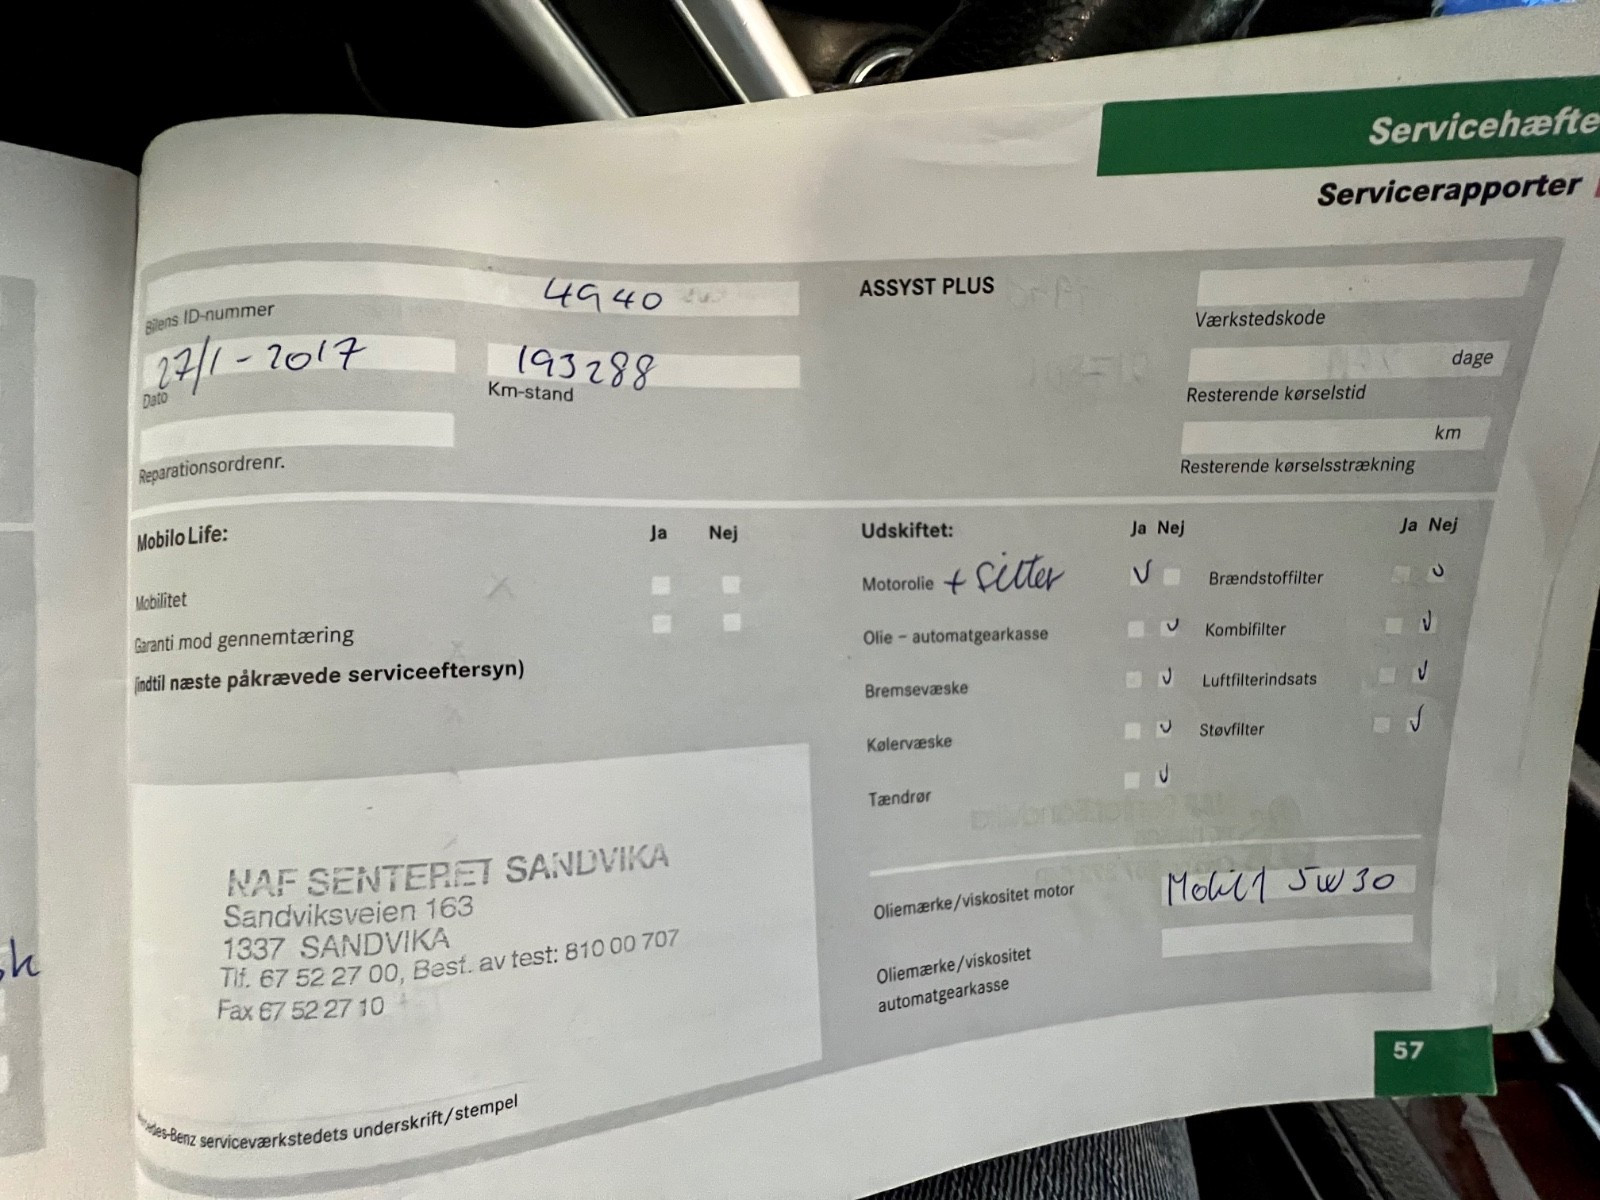 Servicehæfte
Servicerapporter
4940
Bilens ID-nummer
27/1-2017
Dato
193288
Km-stand
Reparationsordrenr.
ASSYST PLUS
Værkstedskode
dage
Resterende kørselstid
km
Resterende kørselsstrækning
Mobilo Life: Ja Nej
Mobilitet
Garanti mod gennemtæring
(indtil næste påkrævede serviceeftersyn)
NAF SENTERET SANDVIKA
Sandviksveien 163
1337 SANDVIKA
Tlf. 67 52 27 00, Best. av test: 810 00 707
Fax 67 52 27 10
Mercedes-Benz serviceværkstedets underskrift/stempel
Udskiftet: Ja Nej Ja Nej
Motorolie + filter Brændstoffilter
Olie – automatgearkasse Kombifilter
Bremsevæske Luftfilterindsats
Kølervæske Støvfilter
Tændrør
Oliemærke/viskositet motor Mobil 1 5W30
Oliemærke/viskositet
automatgearkasse
57